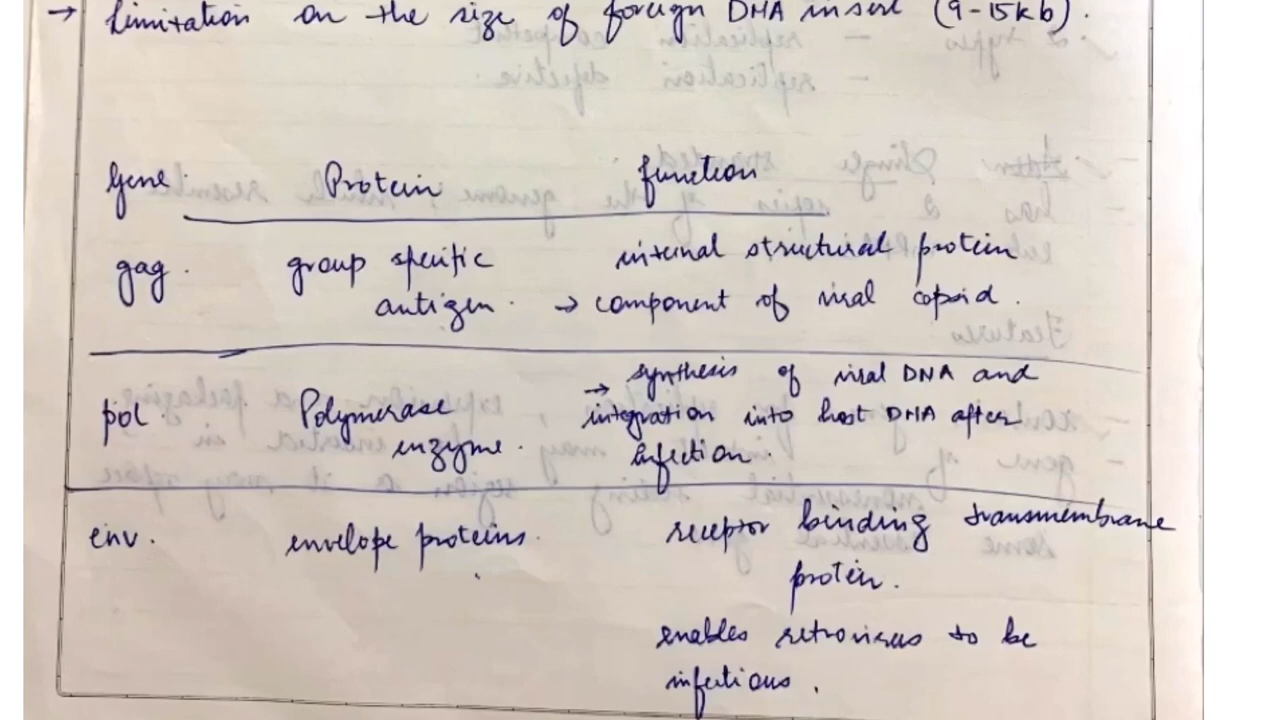 → Limitation on the size of foreign DNA insert (9-15kb).
Gene. Protein function
gag. group specific internal structural protein
antigen. → component of viral capsid.
synthesis of viral DNA and
pol Polymerase → integration into host DNA after
enzyme. infection.
env. envelope proteins. receptor binding transmembrane
protein.
enables retrovirus to be
infectious.